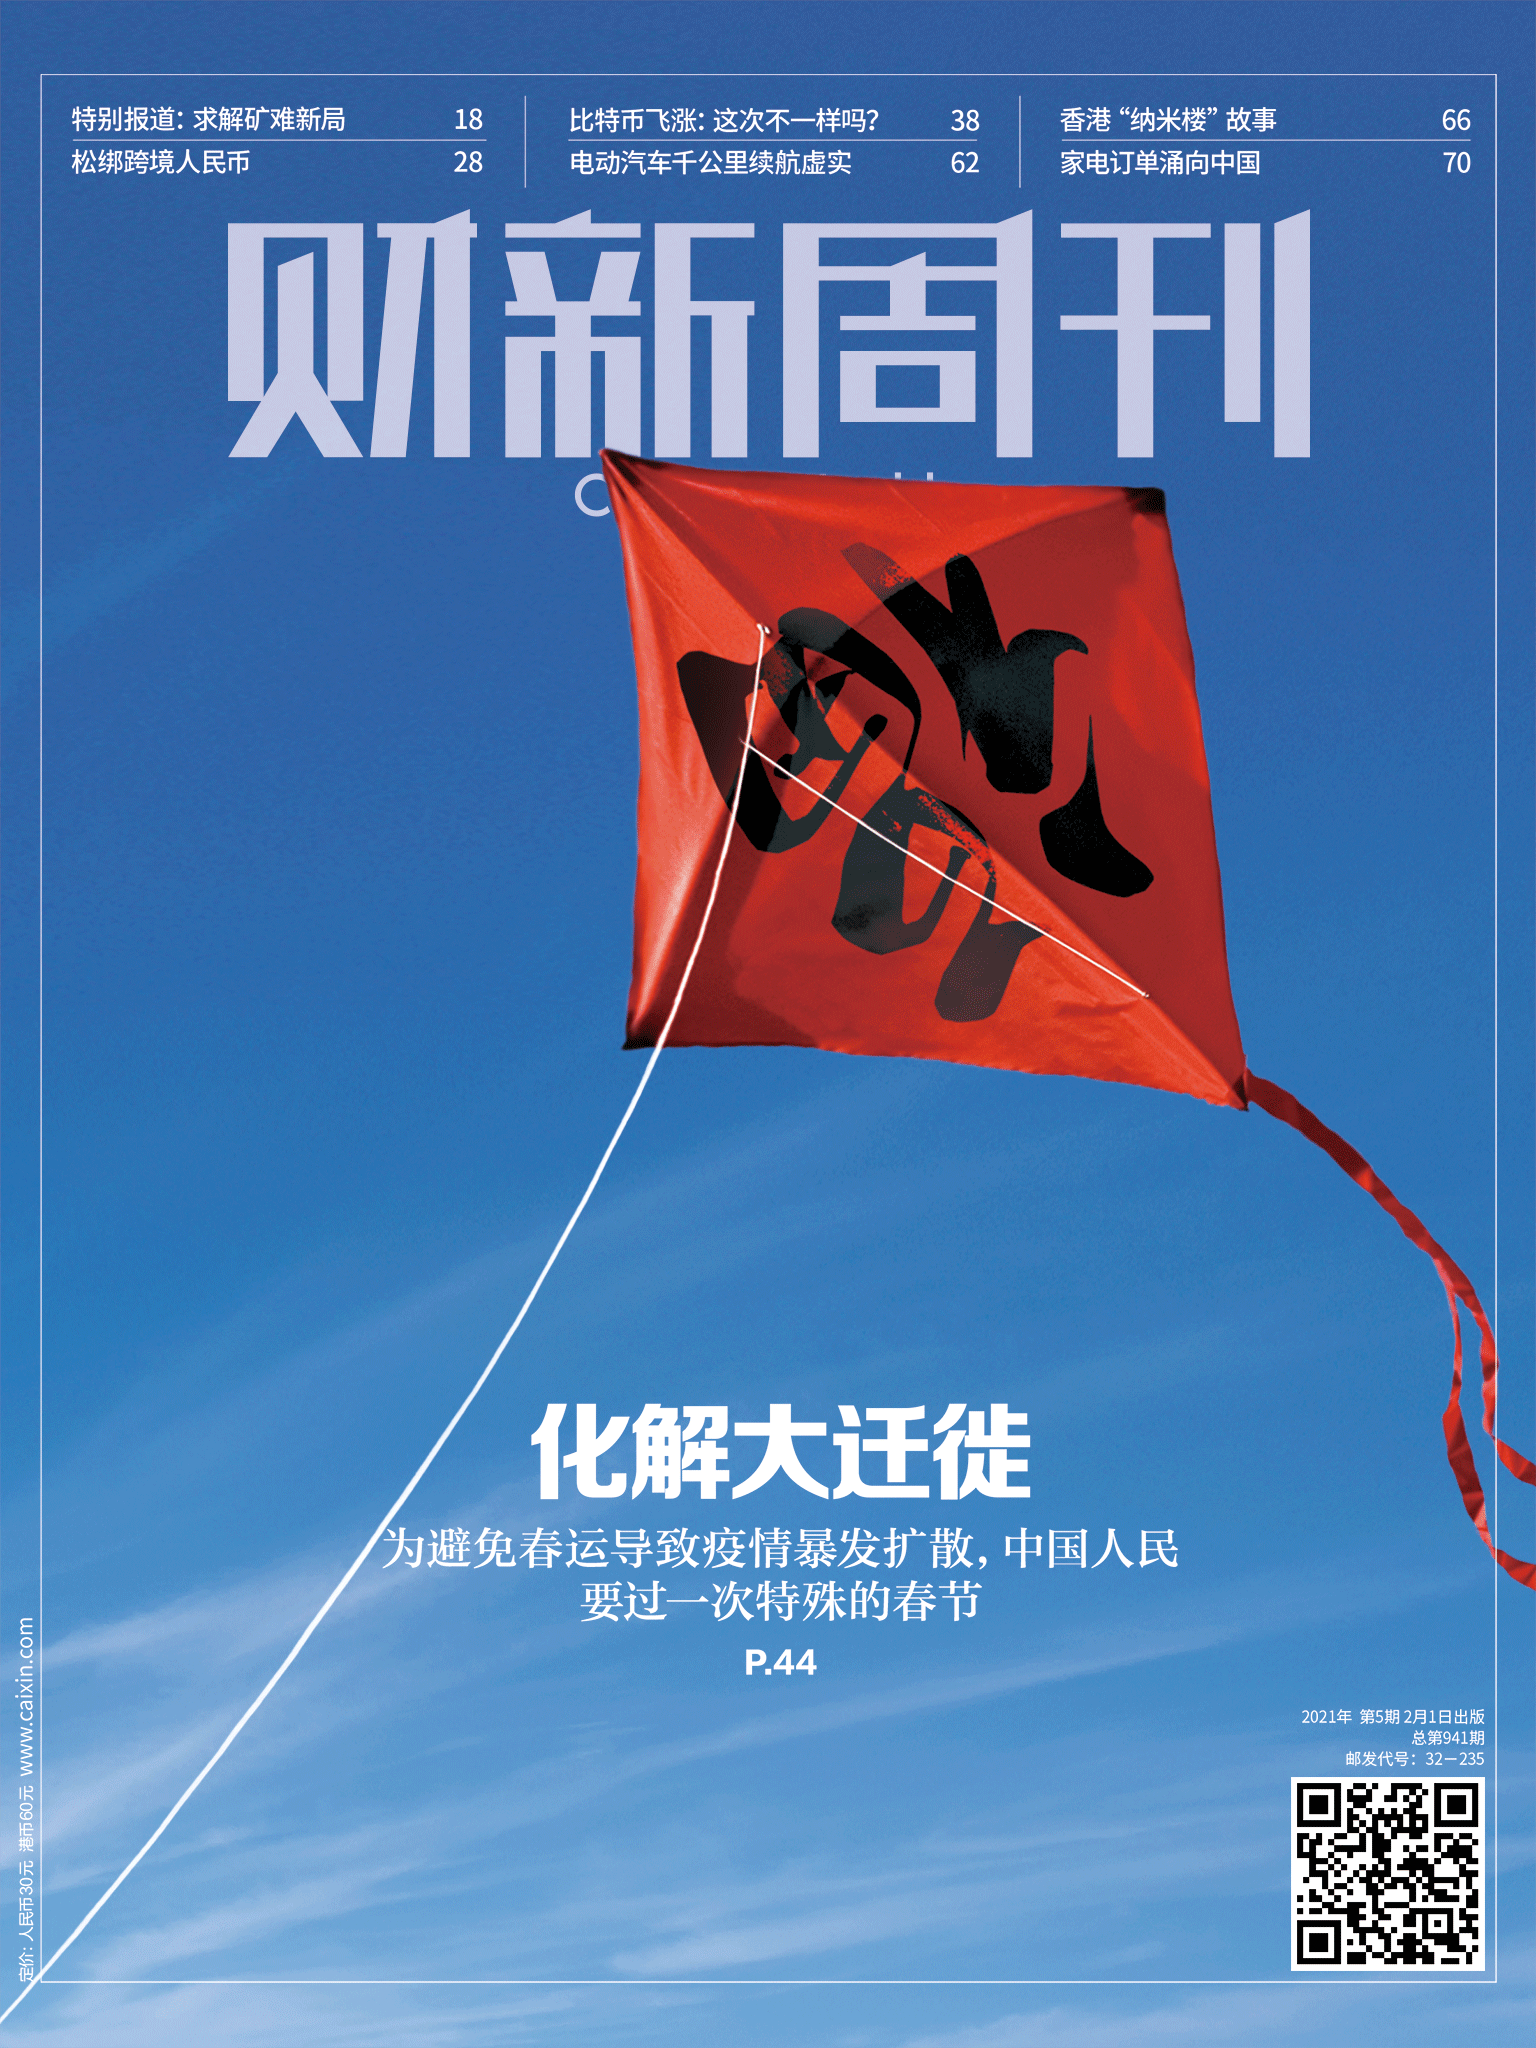 特别报道：求解矿难新局 18
松绑跨境人民币 28
比特币飞涨：这次不一样吗？ 38
电动汽车千公里续航虚实 62
香港“纳米楼”故事 66
家电订单涌向中国 70
财新周刊
化解大迁徙
为避免春运导致疫情暴发扩散，中国人民
要过一次特殊的春节
P.44
2021年 第5期 2月1日出版
总第941期
邮发代号：32－235
定价：人民币30元 港币60元 www.caixin.com